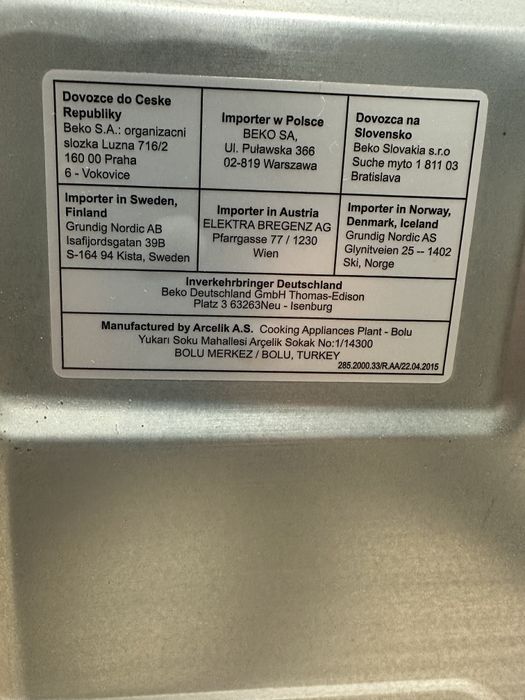 Dovozce do Ceske
Republiky
Beko S.A.: organizacni
slozka Luzna 716/2
160 00 Praha
6 - Vokovice
Importer w Polsce
BEKO SA,
Ul. Puławska 366
02-819 Warszawa
Dovozca na
Slovensko
Beko Slovakia s.r.o
Suche myto 1 811 03
Bratislava
Importer in Sweden,
Finland
Grundig Nordic AB
Isafjordsgatan 39B
S-164 94 Kista, Sweden
Importer in Austria
ELEKTRA BREGENZ AG
Pfarrgasse 77 / 1230
Wien
Importer in Norway,
Denmark, Iceland
Grundig Nordic AS
Glynitveien 25 -- 1402
Ski, Norge
Inverkehrbringer Deutschland
Beko Deutschland GmbH Thomas-Edison
Platz 3 63263Neu - Isenburg
Manufactured by Arcelik A.S. Cooking Appliances Plant - Bolu
Yukarı Soku Mahallesi Arçelik Sokak No:1/14300
BOLU MERKEZ / BOLU, TURKEY
285.2000.33/R.AA/22.04.2015